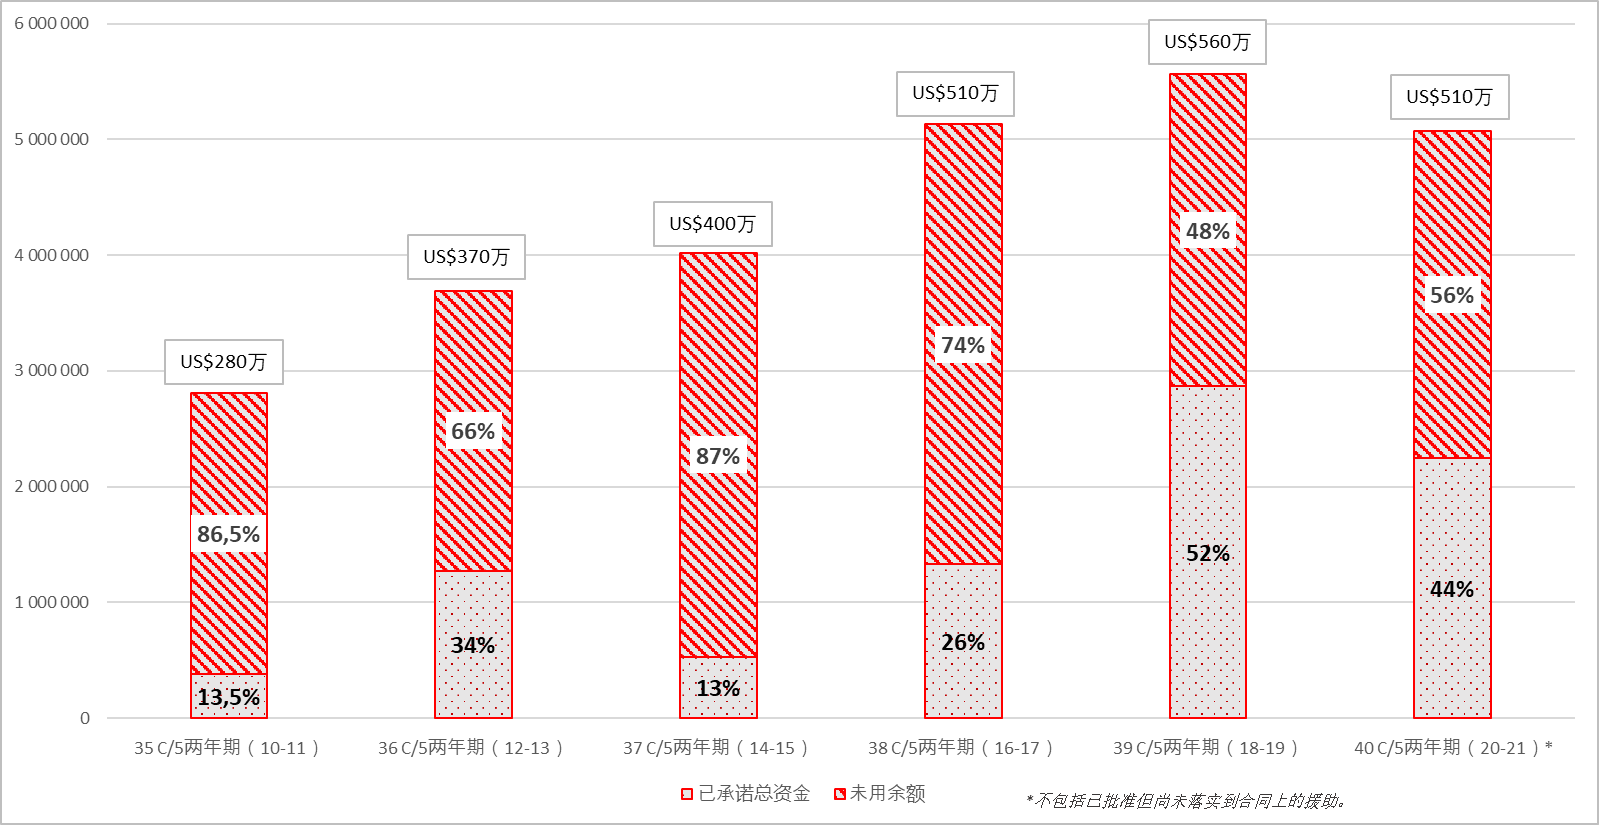 6 000 000
5 000 000
4 000 000
3 000 000
2 000 000
1 000 000
0
US$280万
86,5%
13,5%
US$370万
66%
34%
US$400万
87%
13%
US$510万
74%
26%
US$560万
48%
52%
US$510万
56%
44%
35 C/5两年期（10-11）
36 C/5两年期（12-13）
37 C/5两年期（14-15）
38 C/5两年期（16-17）
39 C/5两年期（18-19）
40 C/5两年期（20-21）*
已承诺总资金
未用余额
*不包括已批准但尚未落实到合同上的援助。